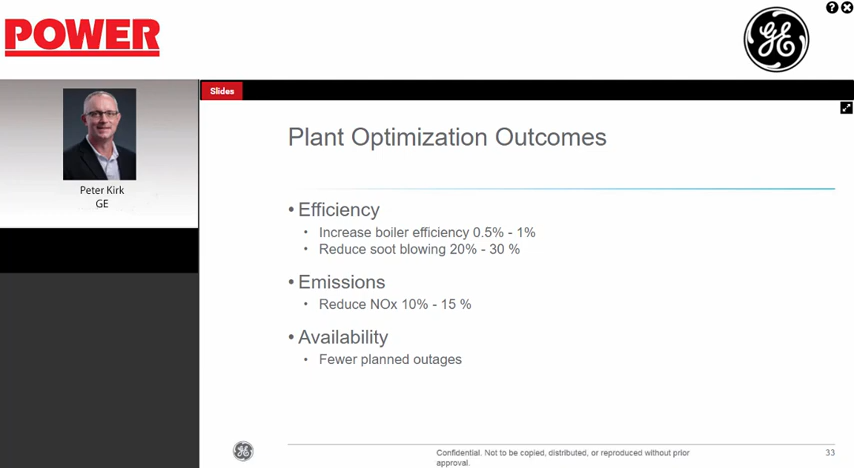 POWER
GE
? ×
Slides
Peter Kirk
GE
Plant Optimization Outcomes
• Efficiency
• Increase boiler efficiency 0.5% - 1%
• Reduce soot blowing 20% - 30 %
• Emissions
• Reduce NOx 10% - 15 %
• Availability
• Fewer planned outages
GE
Confidential. Not to be copied, distributed, or reproduced without prior
approval.
33